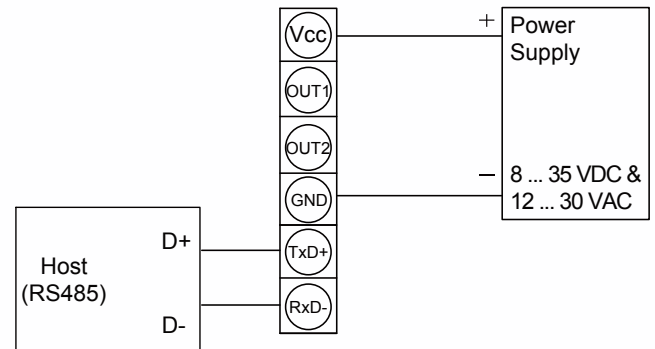 Vcc
OUT1
OUT2
GND
TxD+
RxD-
+
Power
Supply
–
8 ... 35 VDC &
12 ... 30 VAC
Host
(RS485)
D+
D-